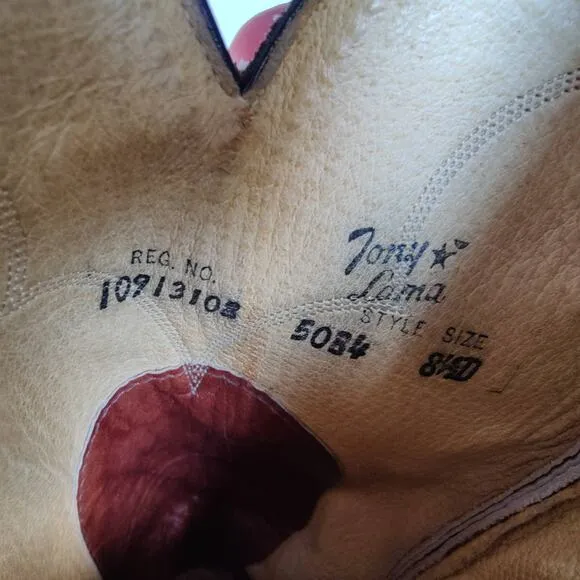 REG. NO.
10913108
Tony
Lama
STYLE SIZE
5084 8½D